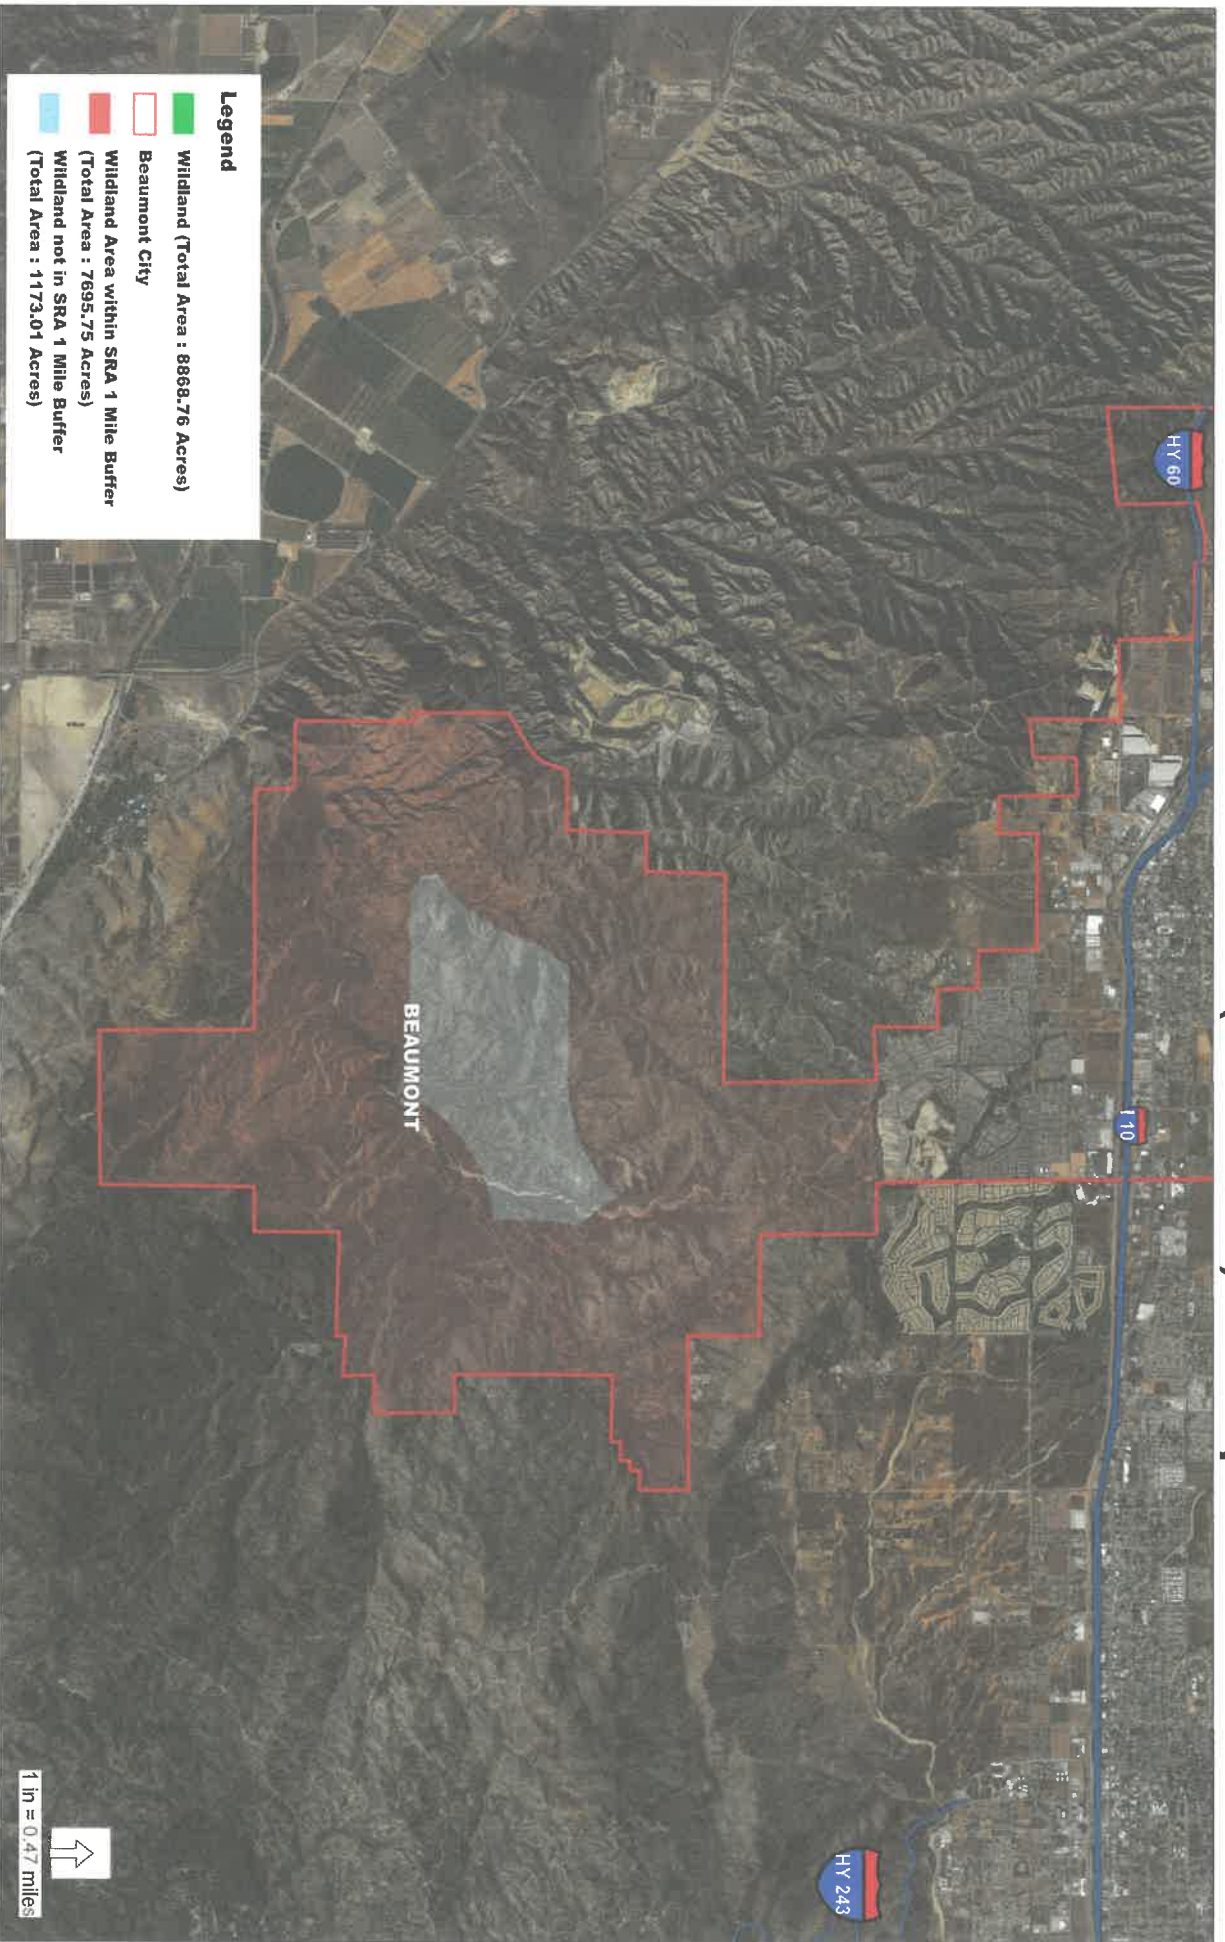 Legend
Wildland (Total Area : 8868.76 Acres)
Beaumont City
Wildland Area within SRA 1 Mile Buffer
(Total Area : 7695.75 Acres)
Wildland not in SRA 1 Mile Buffer
(Total Area : 1173.01 Acres)
HY 60
I 10
BEAUMONT
HY 243
1 in = 0.47 miles